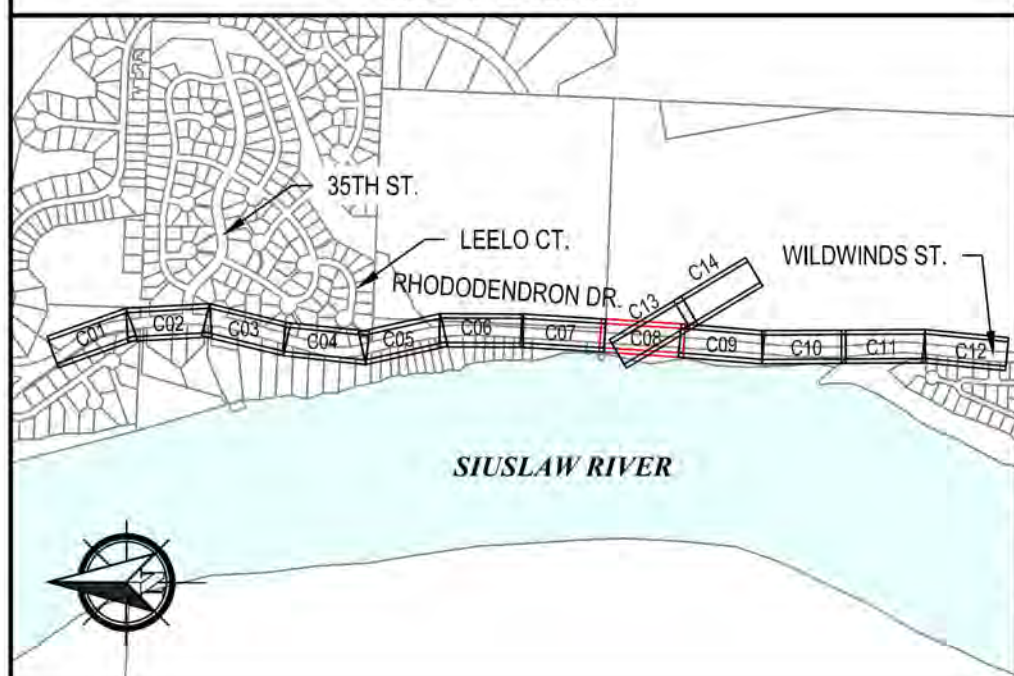 35TH ST.
LEELO CT.
RHODODENDRON DR.
WILDWINDS ST.
C14
C13
C01
C02
C03
C04
C05
C06
C07
C08
C09
C10
C11
C12
SIUSLAW RIVER
N